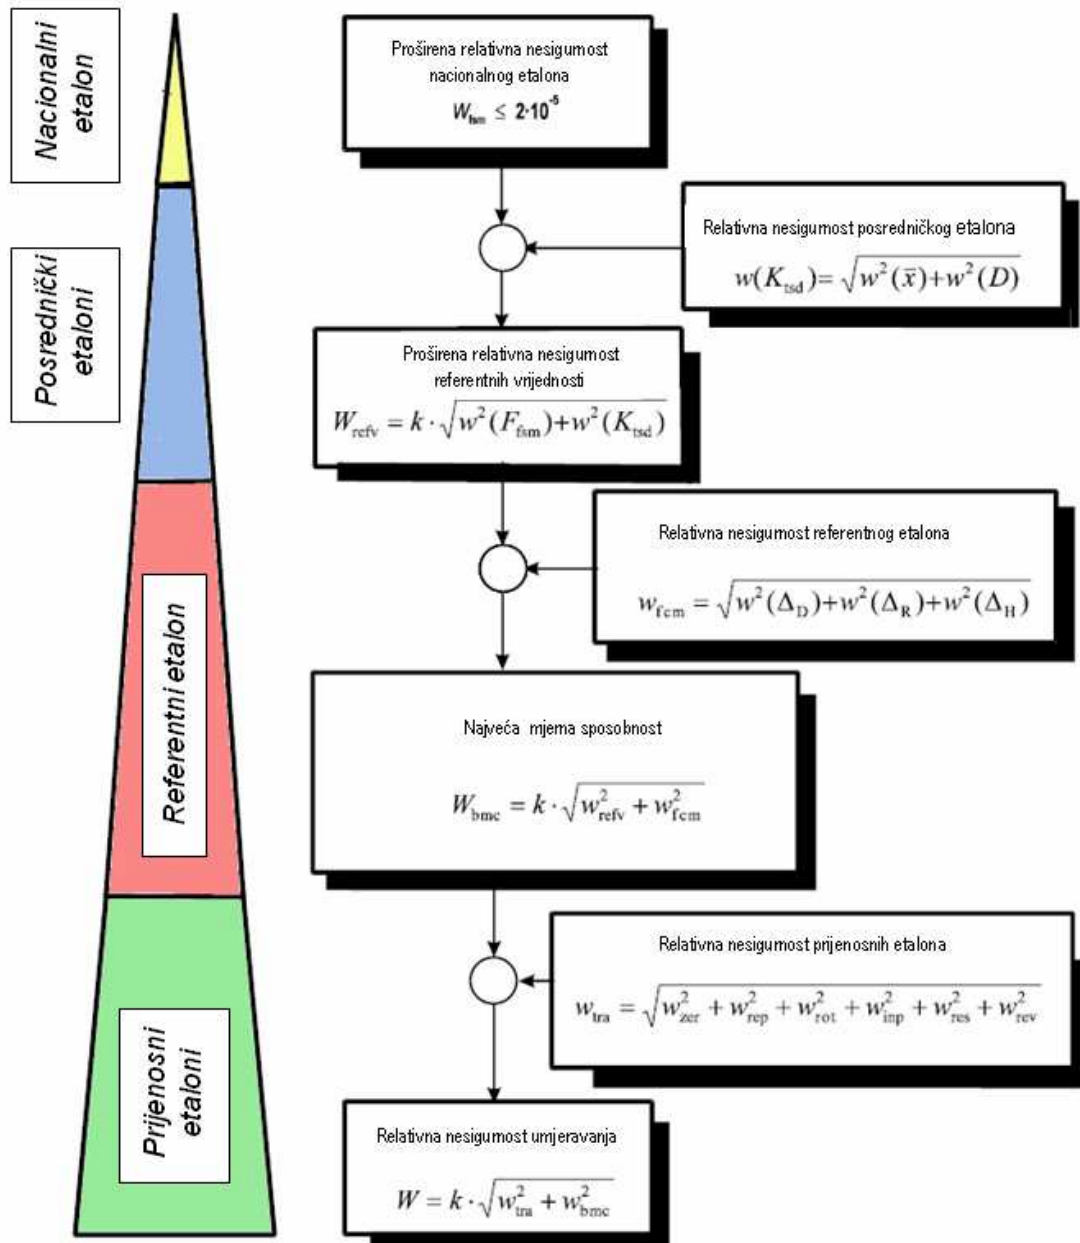 Nacionalni
etalon
Proširena relativna nesigurnost
nacionalnog etalona
W_fsm ≤ 2·10⁻⁵
Relativna nesigurnost posredničkog etalona
w(K_tsd)=√(w²(x̄)+w²(D))
Posrednički
etaloni
Proširena relativna nesigurnost
referentnih vrijednosti
W_refv = k · √(w²(F_fsm)+w²(K_tsd))
Relativna nesigurnost referentnog etalona
w_fcm = √(w²(Δ_D)+w²(Δ_R)+w²(Δ_H))
Referentni etalon
Najveća mjerna sposobnost
W_bmc = k · √(w²_refv + w²_fcm)
Relativna nesigurnost prijenosnih etalona
w_tra = √(w²_zer + w²_rep + w²_rot + w²_inp + w²_res + w²_rev)
Prijenosni
etaloni
Relativna nesigurnost umjeravanja
W = k · √(w²_tra + w²_bmc)